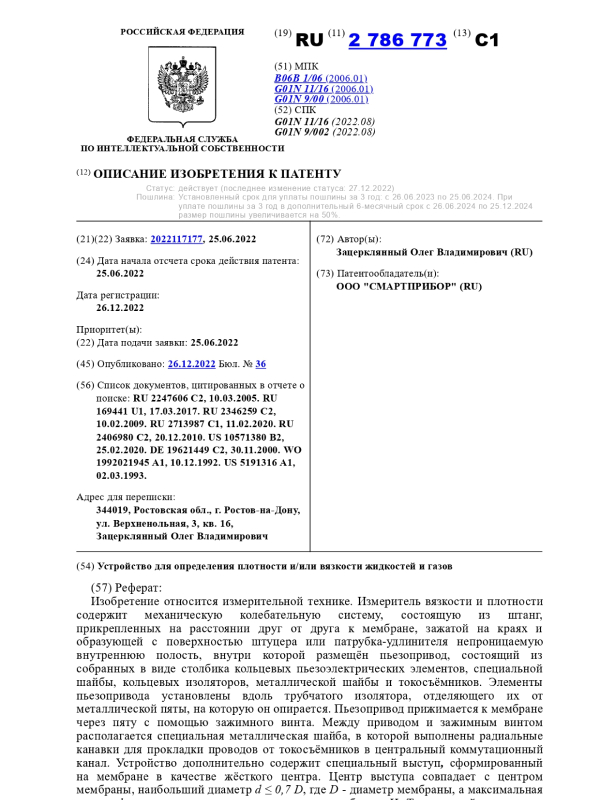 РОССИЙСКАЯ ФЕДЕРАЦИЯ
ФЕДЕРАЛЬНАЯ СЛУЖБА
ПО ИНТЕЛЛЕКТУАЛЬНОЙ СОБСТВЕННОСТИ
(19) RU (11) 2 786 773 (13) C1
(51) МПК
B06B 1/06 (2006.01)
G01N 11/16 (2006.01)
G01N 9/00 (2006.01)
(52) СПК
G01N 11/16 (2022.08)
G01N 9/002 (2022.08)
(12) ОПИСАНИЕ ИЗОБРЕТЕНИЯ К ПАТЕНТУ
Статус: действует (последнее изменение статуса: 27.12.2022)
Пошлина: Установленный срок для уплаты пошлины за 3 год: с 26.06.2023 по 25.06.2024. При
уплате пошлины за 3 год в дополнительный 6-месячный срок с 26.06.2024 по 25.12.2024
размер пошлины увеличивается на 50%.
(21)(22) Заявка: 2022117177, 25.06.2022
(24) Дата начала отсчета срока действия патента:
25.06.2022
Дата регистрации:
26.12.2022
Приоритет(ы):
(22) Дата подачи заявки: 25.06.2022
(45) Опубликовано: 26.12.2022 Бюл. № 36
(56) Список документов, цитированных в отчете о
поиске: RU 2247606 C2, 10.03.2005. RU
169441 U1, 17.03.2017. RU 2346259 C2,
10.02.2009. RU 2713987 C1, 11.02.2020. RU
2406980 C2, 20.12.2010. US 10571380 B2,
25.02.2020. DE 19621449 C2, 30.11.2000. WO
1992021945 A1, 10.12.1992. US 5191316 A1,
02.03.1993.
Адрес для переписки:
344019, Ростовская обл., г. Ростов-на-Дону,
ул. Верхненольная, 3, кв. 16,
Зацерклянный Олег Владимирович
(72) Автор(ы):
Зацерклянный Олег Владимирович (RU)
(73) Патентообладатель(и):
ООО "СМАРТПРИБОР" (RU)
(54) Устройство для определения плотности и/или вязкости жидкостей и газов
(57) Реферат:
Изобретение относится измерительной технике. Измеритель вязкости и плотности
содержит механическую колебательную систему, состоящую из штанг,
прикрепленных на расстоянии друг от друга к мембране, зажатой на краях и
образующей с поверхностью штуцера или патрубка-удлинителя непроницаемую
внутреннюю полость, внутри которой размещён пьезопривод, состоящий из
собранных в виде столбика кольцевых пьезоэлектрических элементов, специальной
шайбы, кольцевых изоляторов, металлической шайбы и токосъёмников. Элементы
пьезопривода установлены вдоль трубчатого изолятора, отделяющего их от
металлической пяты, на которую он опирается. Пьезопривод прижимается к мембране
через пяту с помощью зажимного винта. Между приводом и зажимным винтом
располагается специальная металлическая шайба, в которой выполнены радиальные
канавки для прокладки проводов от токосъёмников в центральный коммутационный
канал. Устройство дополнительно содержит специальный выступ, сформированный
на мембране в качестве жёсткого центра. Центр выступа совпадает с центром
мембраны, наибольший диаметр d ≤ 0,7 D, где D - диаметр мембраны, а максимальная